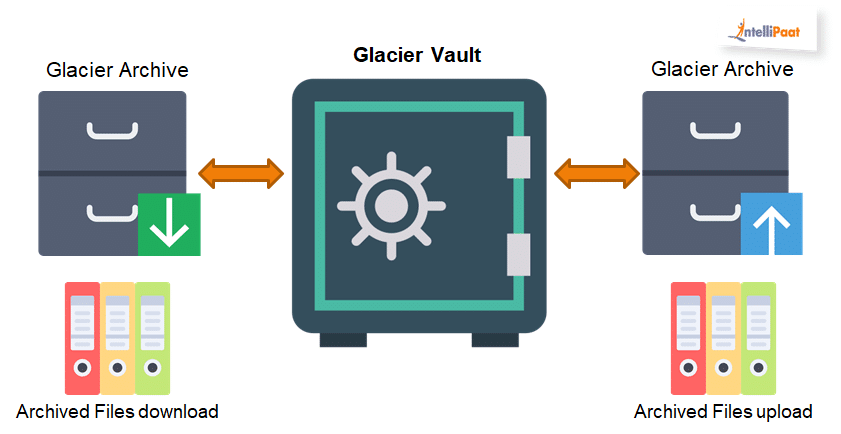 intelliPaat
Glacier Vault
Glacier Archive
Glacier Archive
Archived Files download
Archived Files upload